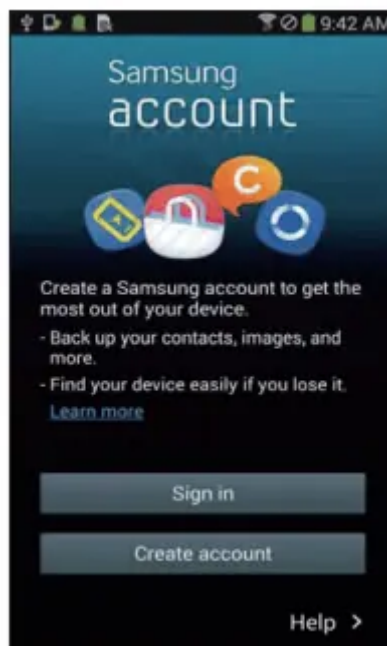 9:42 AM
Samsung
account
C
Create a Samsung account to get the
most out of your device.
- Back up your contacts, images, and
more.
- Find your device easily if you lose it.
Learn more
Sign in
Create account
Help >